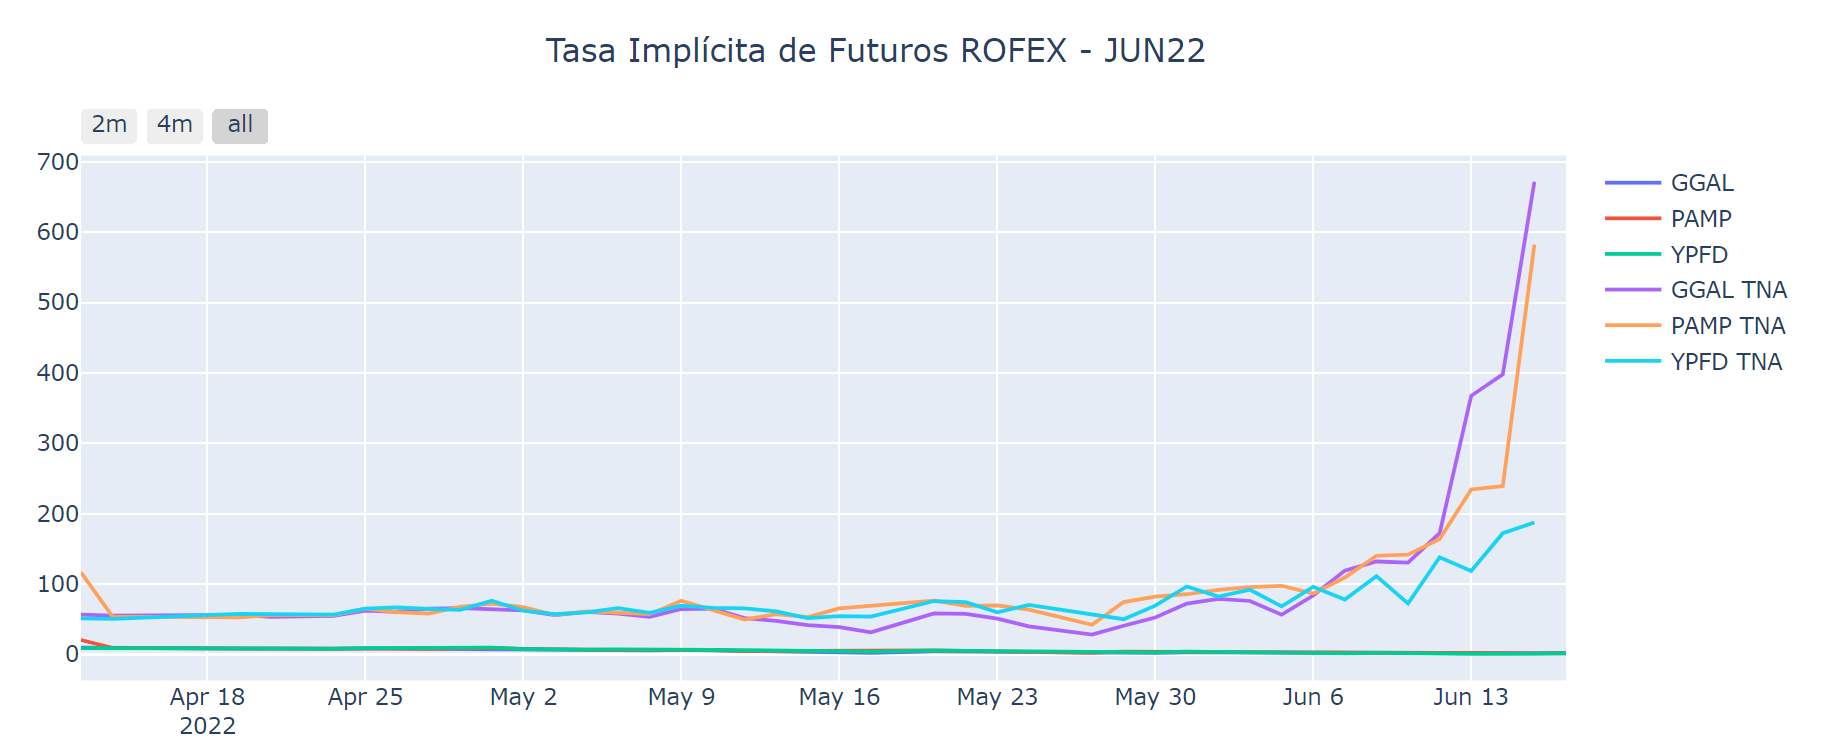 Tasa Implícita de Futuros ROFEX - JUN22
2m 4m all
700
600
500
400
300
200
100
0
Apr 18 Apr 25 May 2 May 9 May 16 May 23 May 30 Jun 6 Jun 13
2022
GGAL
PAMP
YPFD
GGAL TNA
PAMP TNA
YPFD TNA